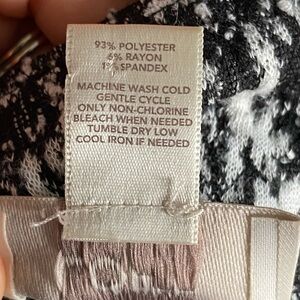 93% POLYESTER
6% RAYON
1% SPANDEX
MACHINE WASH COLD
GENTLE CYCLE
ONLY NON-CHLORINE
BLEACH WHEN NEEDED
TUMBLE DRY LOW
COOL IRON IF NEEDED